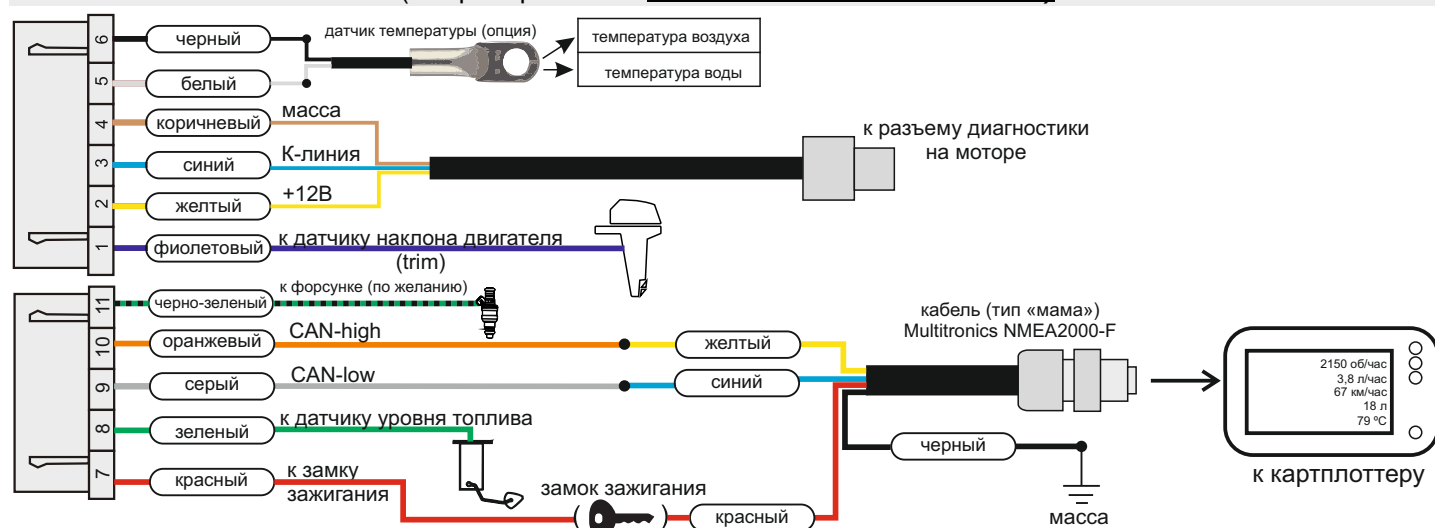 6
черный
датчик температуры (опция)
температура воздуха
температура воды
5
белый
4
коричневый
масса
3
синий
К-линия
2
желтый
+12В
к разъему диагностики
на моторе
1
фиолетовый
к датчику наклона двигателя
(trim)
11
черно-зеленый
к форсунке (по желанию)
10
оранжевый
CAN-high
желтый
кабель (тип «мама»)
Multitronics NMEA2000-F
9
серый
CAN-low
синий
2150 об/час
3,8 л/час
67 км/час
18 л
79 ºС
8
зеленый
к датчику уровня топлива
черный
к картплоттеру
7
красный
к замку
зажигания
замок зажигания
красный
масса